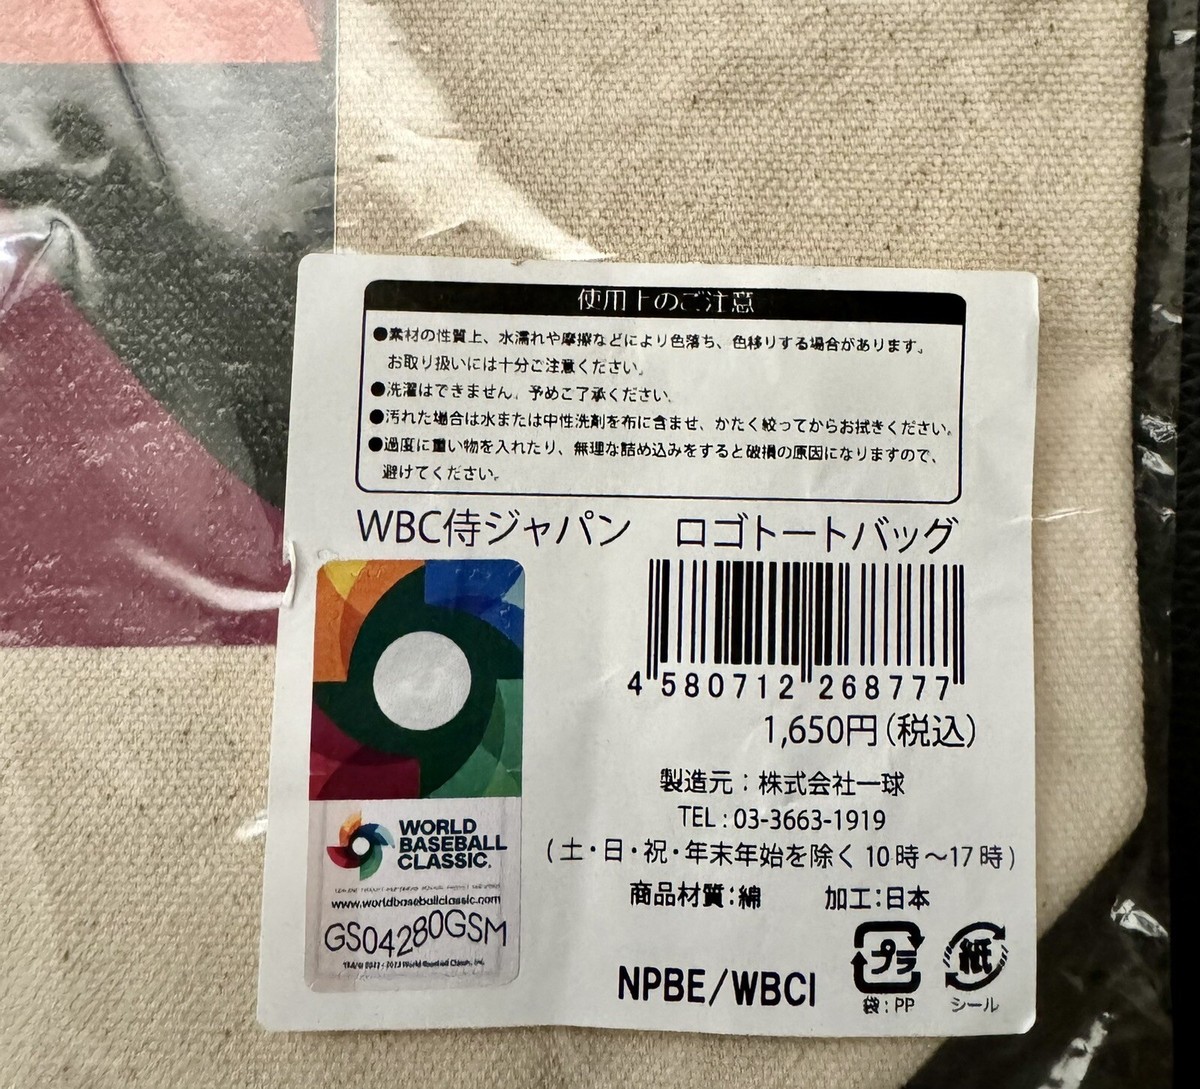 使用上のご注意
●素材の性質上、水濡れや摩擦などにより色落ち、色移りする場合があります。
お取り扱いには十分ご注意ください。
●洗濯はできません。予めご了承ください。
●汚れた場合は水または中性洗剤を布に含ませ、かたく絞ってからお拭きください。
●過度に重い物を入れたり、無理な詰め込みをすると破損の原因になりますので、
避けてください。
WBC侍ジャパン ロゴトートバッグ
4 580712 268777
1,650円(税込)
製造元:株式会社一球
TEL:03-3663-1919
(土・日・祝・年末年始を除く10時～17時)
商品材質:綿 加工:日本
プラ
袋:PP
紙
シール
NPBE/WBCI
WORLD
BASEBALL
CLASSIC.
www.worldbaseballclassic.com
GS04280GSM